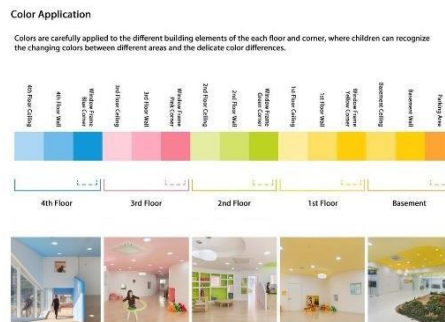 Color Application
Colors are carefully applied to the different building elements of the each floor and corner, where children can recognize
the changing colors between different areas and the delicate color differences.
4th Floor Ceiling
4th Floor Wall
Window Frame
Blue Corner
3rd Floor Ceiling
3rd Floor Wall
Window Frame
Pink Corner
2nd Floor Ceiling
2nd Floor Wall
Window Frame
Green Corner
1st Floor Ceiling
1st Floor Wall
Window Frame
Yellow Corner
Basement Ceiling
Basement Wall
Parking Area
4th Floor
3rd Floor
2nd Floor
1st Floor
Basement